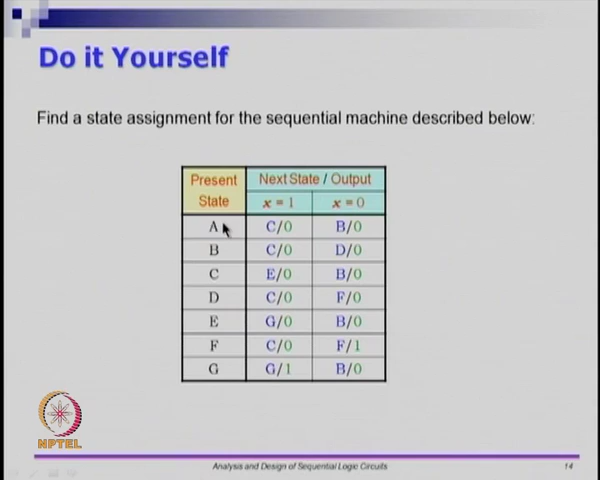 Do it Yourself
Find a state assignment for the sequential machine described below:
Present State Next State / Output
x = 1 x = 0
A C/0 B/0
B C/0 D/0
C E/0 B/0
D C/0 F/0
E G/0 B/0
F C/0 F/1
G G/1 B/0
NPTEL
Analysis and Design of Sequential Logic Circuits 14